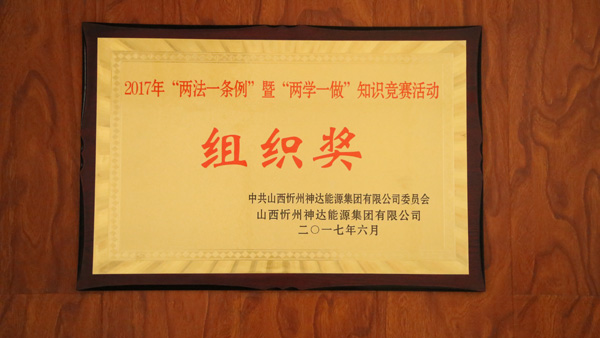 2017年“两法一条例”暨“两学一做”知识竞赛活动
组织奖
中共山西忻州神达能源集团有限公司委员会
山西忻州神达能源集团有限公司
二〇一七年六月